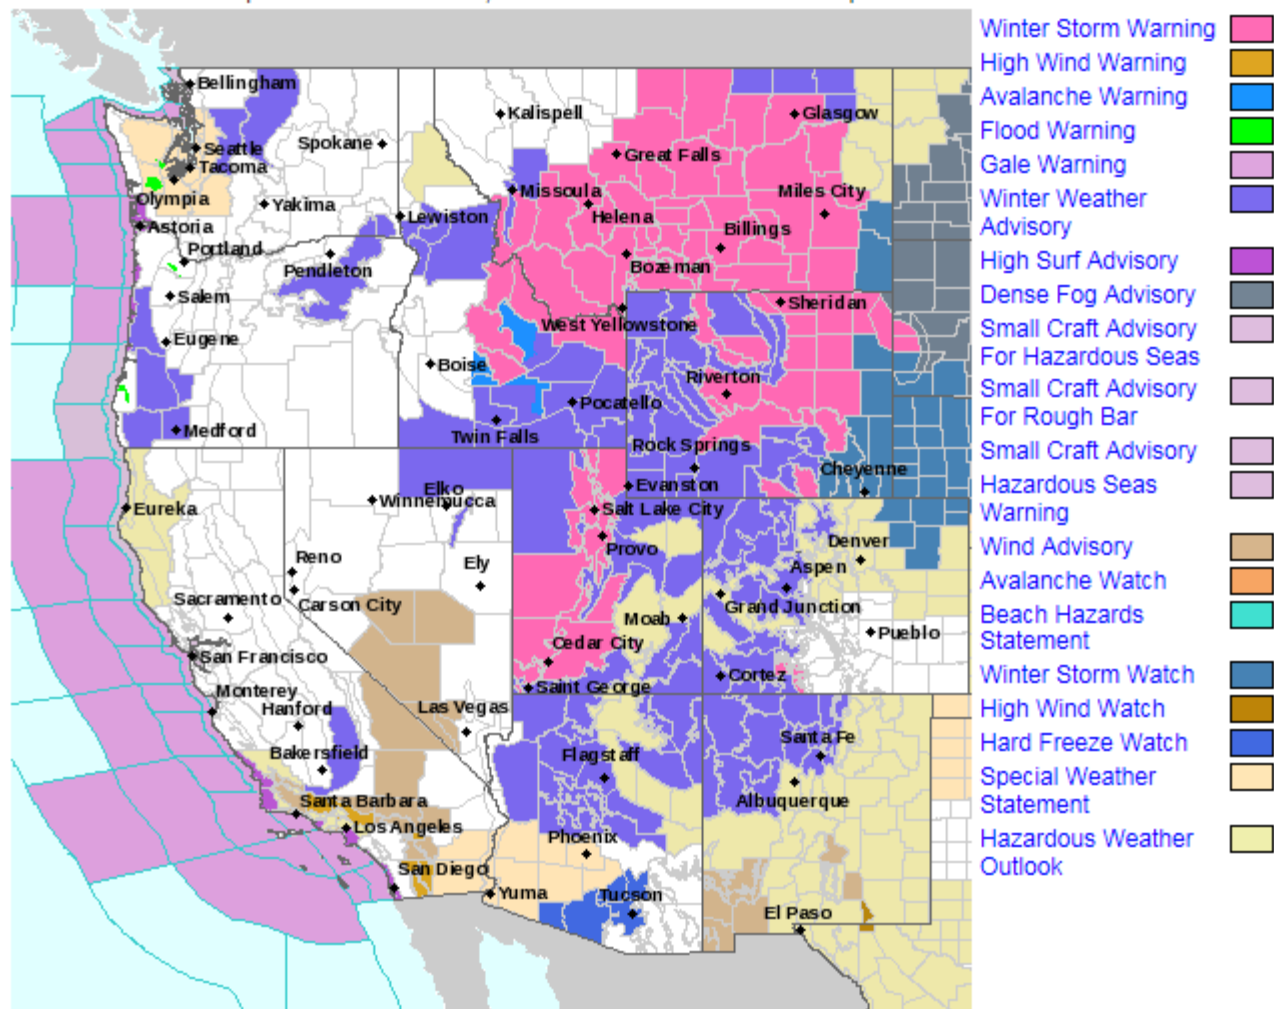 Bellingham
Kalispell
Glasgow
Spokane
Seattle
Great Falls
Tacoma
Missoula
Miles City
Olympia
Yakima
Lewiston
Helena
Astoria
Billings
Portland
Pendleton
Bozeman
Salem
Sheridan
West Yellowstone
Eugene
Boise
Riverton
Pocatello
Medford
Twin Falls
Rock Springs
Cheyenne
Elko
Evanston
Winnemucca
Eureka
Salt Lake City
Provo
Denver
Reno
Ely
Aspen
Sacramento
Carson City
Grand Junction
Moab
Pueblo
Cedar City
San Francisco
Cortez
Saint George
Monterey
Hanford
Las Vegas
Santa Fe
Bakersfield
Flagstaff
Santa Barbara
Albuquerque
Los Angeles
Phoenix
San Diego
Yuma
Tucson
El Paso
Winter Storm Warning
High Wind Warning
Avalanche Warning
Flood Warning
Gale Warning
Winter Weather
Advisory
High Surf Advisory
Dense Fog Advisory
Small Craft Advisory
For Hazardous Seas
Small Craft Advisory
For Rough Bar
Small Craft Advisory
Hazardous Seas
Warning
Wind Advisory
Avalanche Watch
Beach Hazards
Statement
Winter Storm Watch
High Wind Watch
Hard Freeze Watch
Special Weather
Statement
Hazardous Weather
Outlook